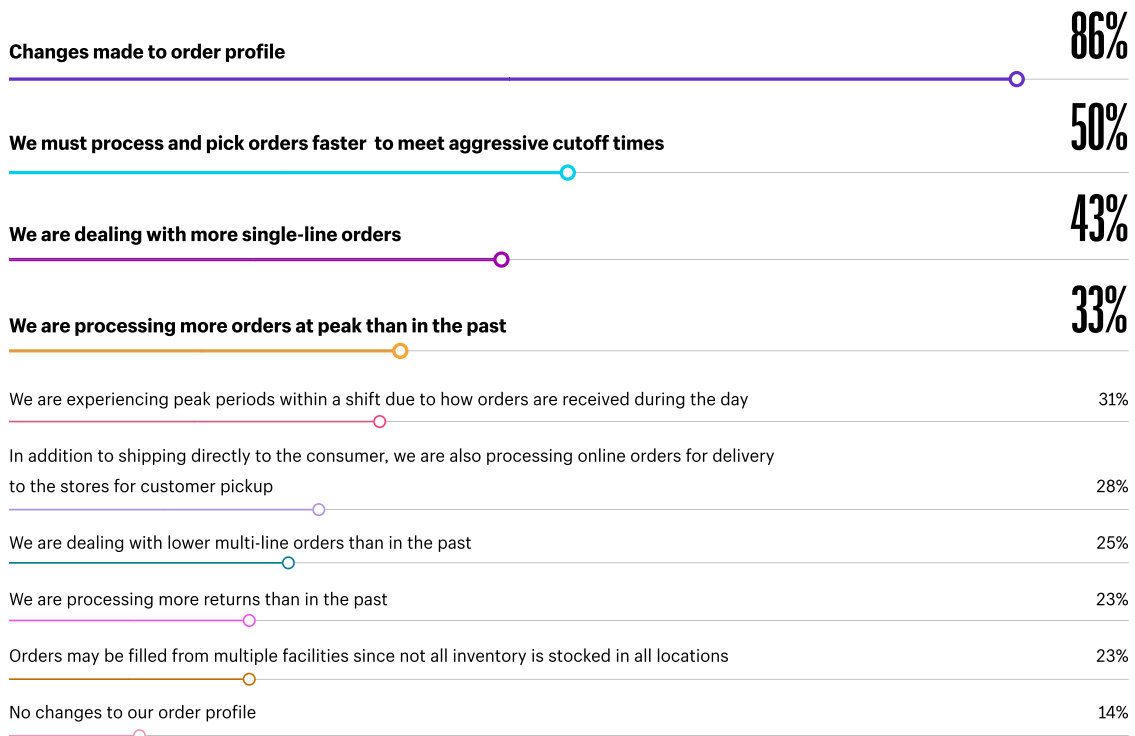 Changes made to order profile 86%
We must process and pick orders faster  to meet aggressive cutoff times 50%
We are dealing with more single-line orders 43%
We are processing more orders at peak than in the past 33%
We are experiencing peak periods within a shift due to how orders are received during the day 31%
In addition to shipping directly to the consumer, we are also processing online orders for delivery
to the stores for customer pickup 28%
We are dealing with lower multi-line orders than in the past 25%
We are processing more returns than in the past 23%
Orders may be filled from multiple facilities since not all inventory is stocked in all locations 23%
No changes to our order profile 14%